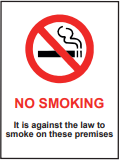 NO SMOKING
It is against the law to
smoke on these premises